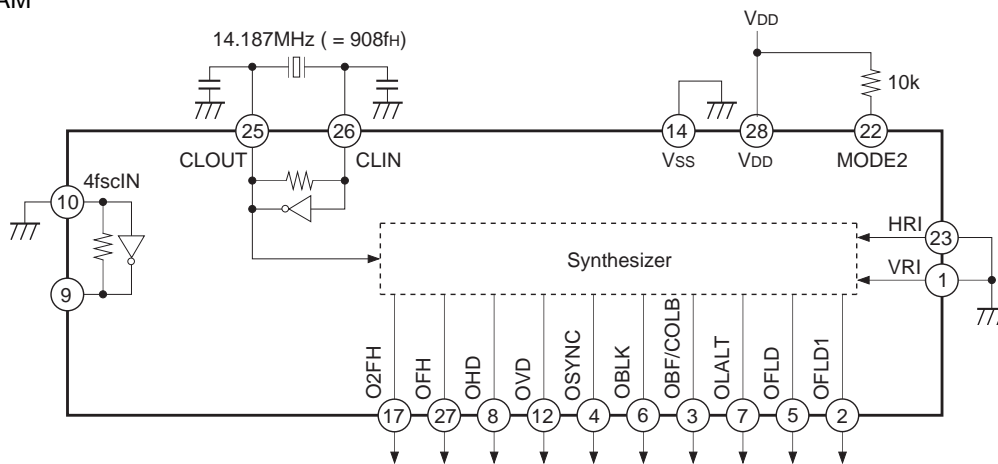 AM
VDD
14.187MHz ( = 908fH)
10k
25
26
14
28
22
CLOUT
CLIN
VSS
VDD
MODE2
10
4fscIN
HRI
23
Synthesizer
VRI
1
9
O2FH
OFH
OHD
OVD
OSYNC
OBLK
OBF/COLB
OLALT
OFLD
OFLD1
17
27
8
12
4
6
3
7
5
2